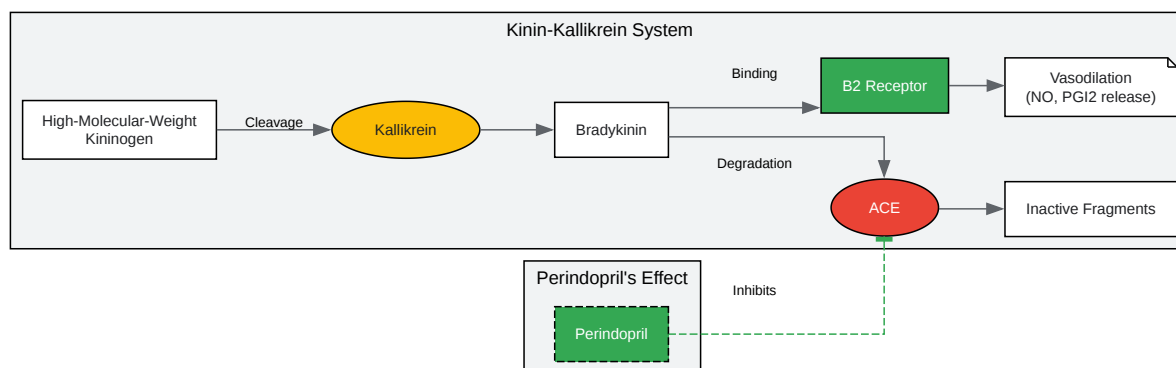 Kinin-Kallikrein System
High-Molecular-Weight
Kininogen
Cleavage
Kallikrein
Bradykinin
Binding
B2 Receptor
Vasodilation
(NO, PGI2 release)
Degradation
ACE
Inactive Fragments
Perindopril's Effect
Perindopril
Inhibits